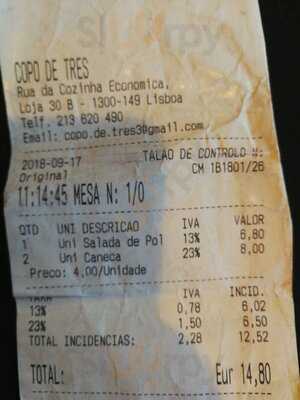 COPO DE TRES
Rua da Cozinha Economica,
Loja 30 B - 1300-149 Lisboa
Telf. 213 620 490
Email: copo.de.tres3@gmail.com
2018-09-17 TALAO DE CONTROLO N:
Original CM 1B1801/26
11:14:45 MESA N: 1/0
QTD UNI DESCRICAO IVA VALOR
1 Uni Salada de Pol 13% 6,80
2 Uni Caneca 23% 8,00
Preco: 4,00/Unidade
TAXA IVA INCID.
13% 0,78 6,02
23% 1,50 6,50
TOTAL INCIDENCIAS: 2,28 12,52
TOTAL: Eur 14,80